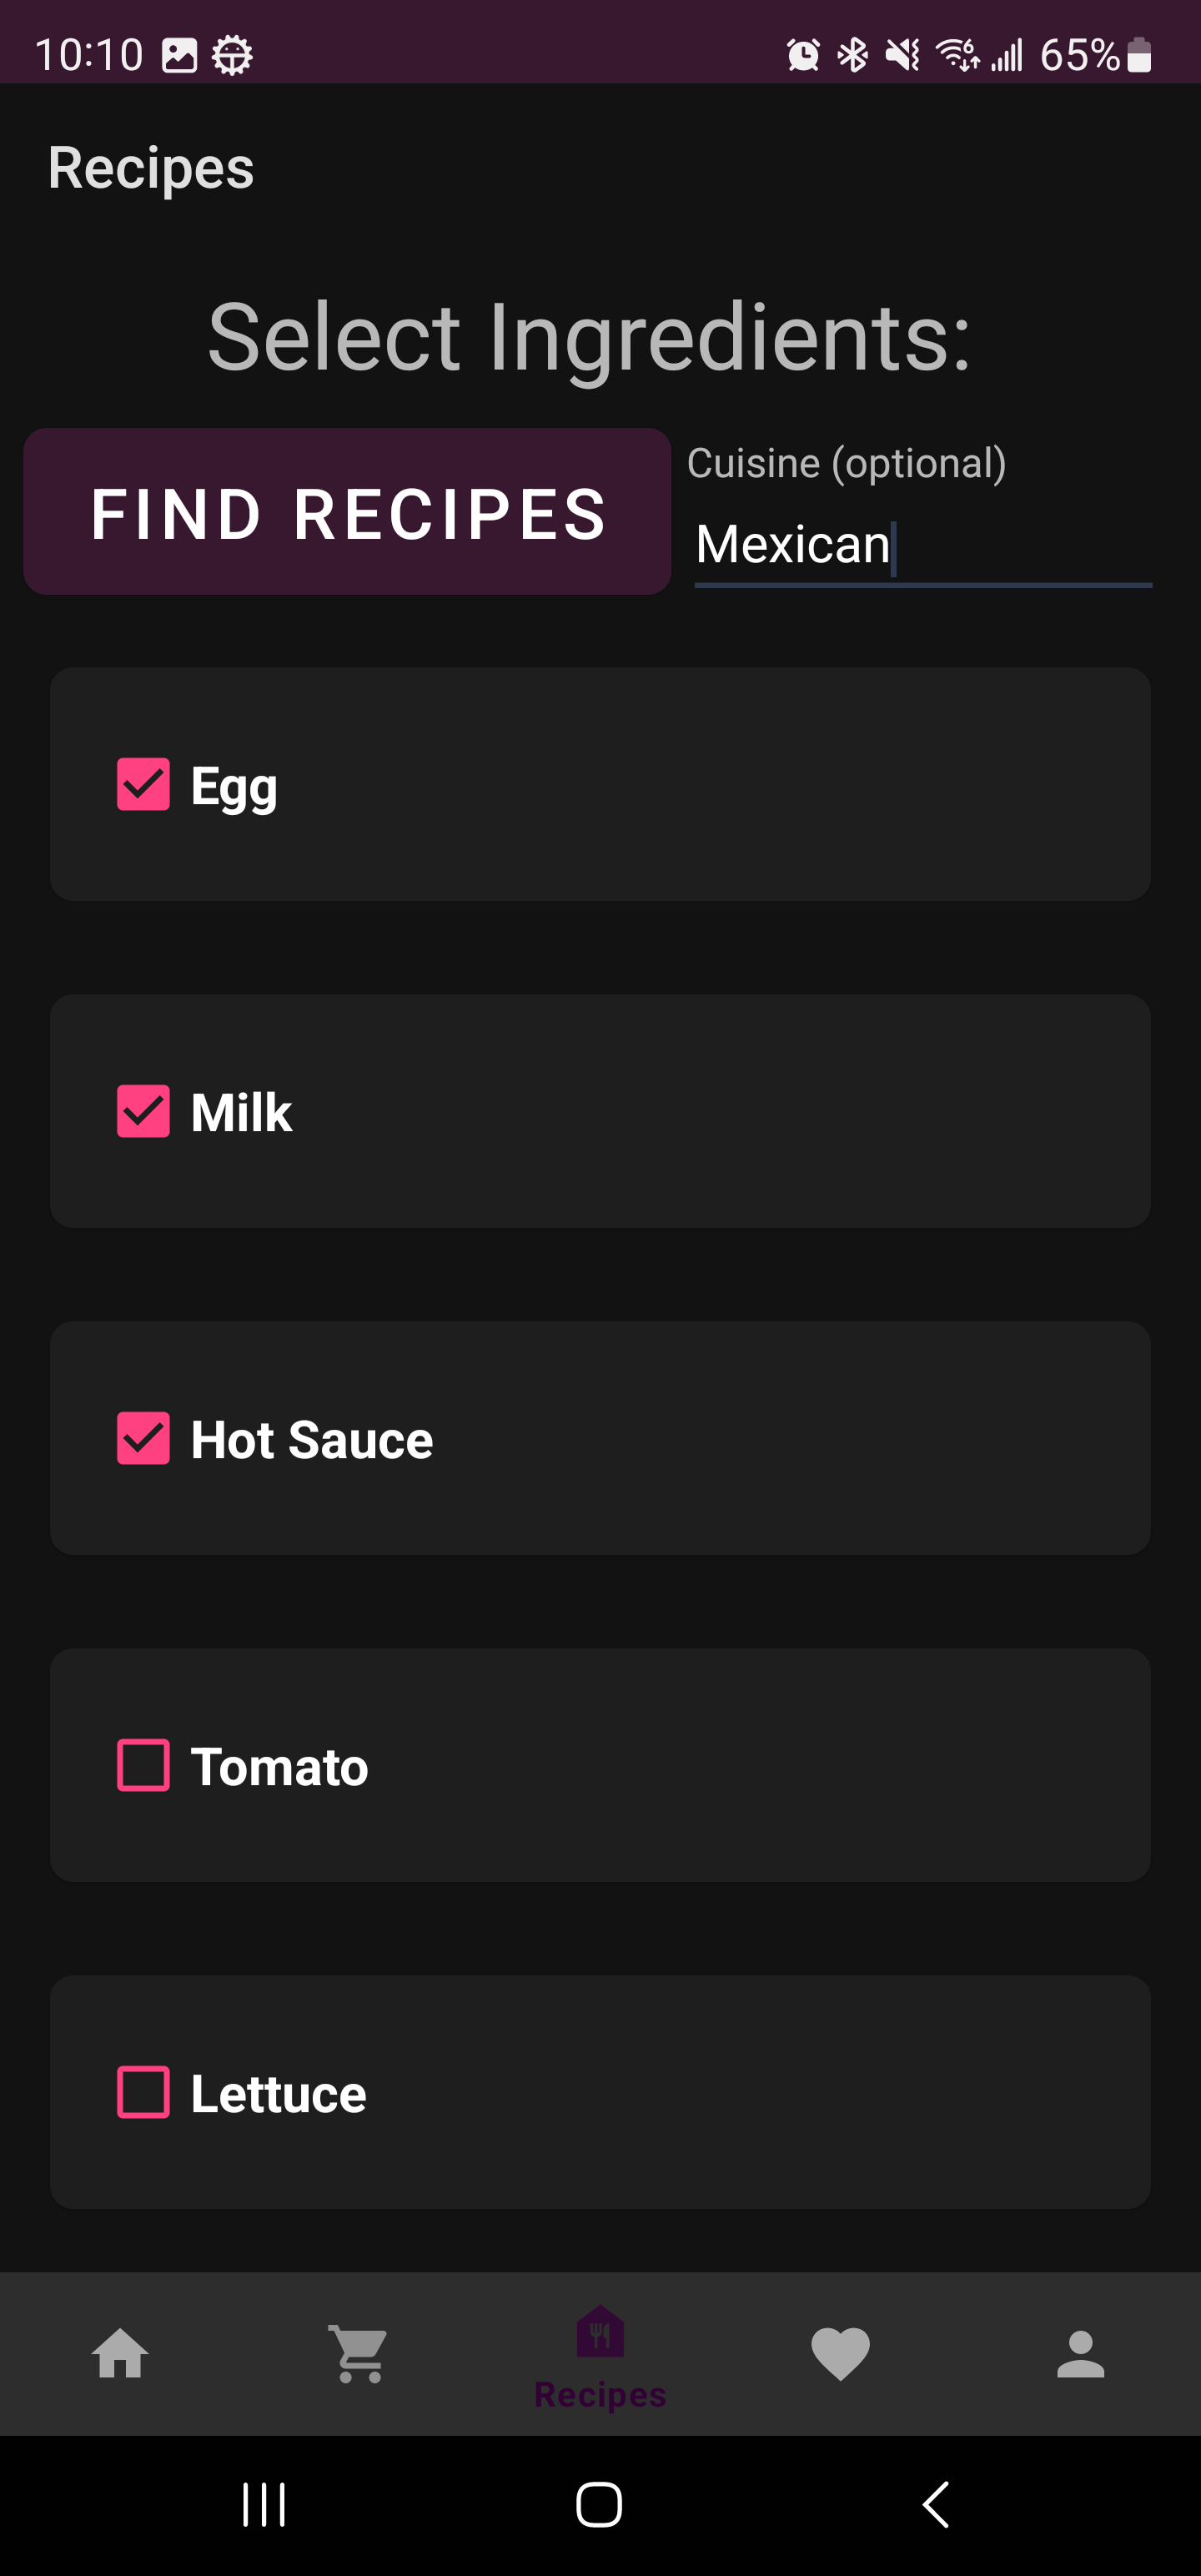 10:10
65%
Recipes
Select Ingredients:
FIND RECIPES
Cuisine (optional)
Mexican
Egg
Milk
Hot Sauce
Tomato
Lettuce
Recipes